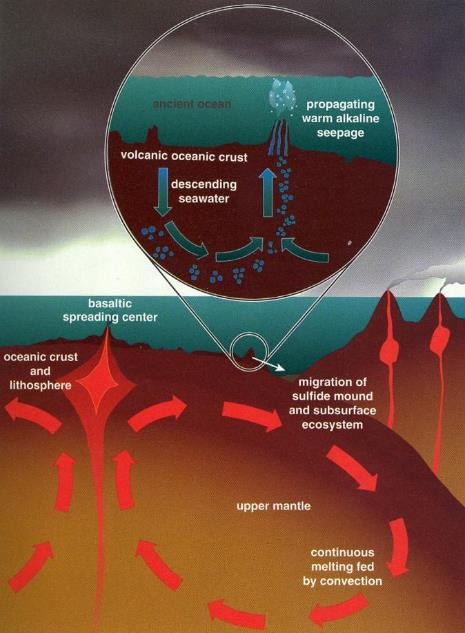 ancient ocean
propagating
warm alkaline
seepage
volcanic oceanic crust
descending
seawater
basaltic
spreading center
oceanic crust
and
lithosphere
migration of
sulfide mound
and subsurface
ecosystem
upper mantle
continuous
melting fed
by convection